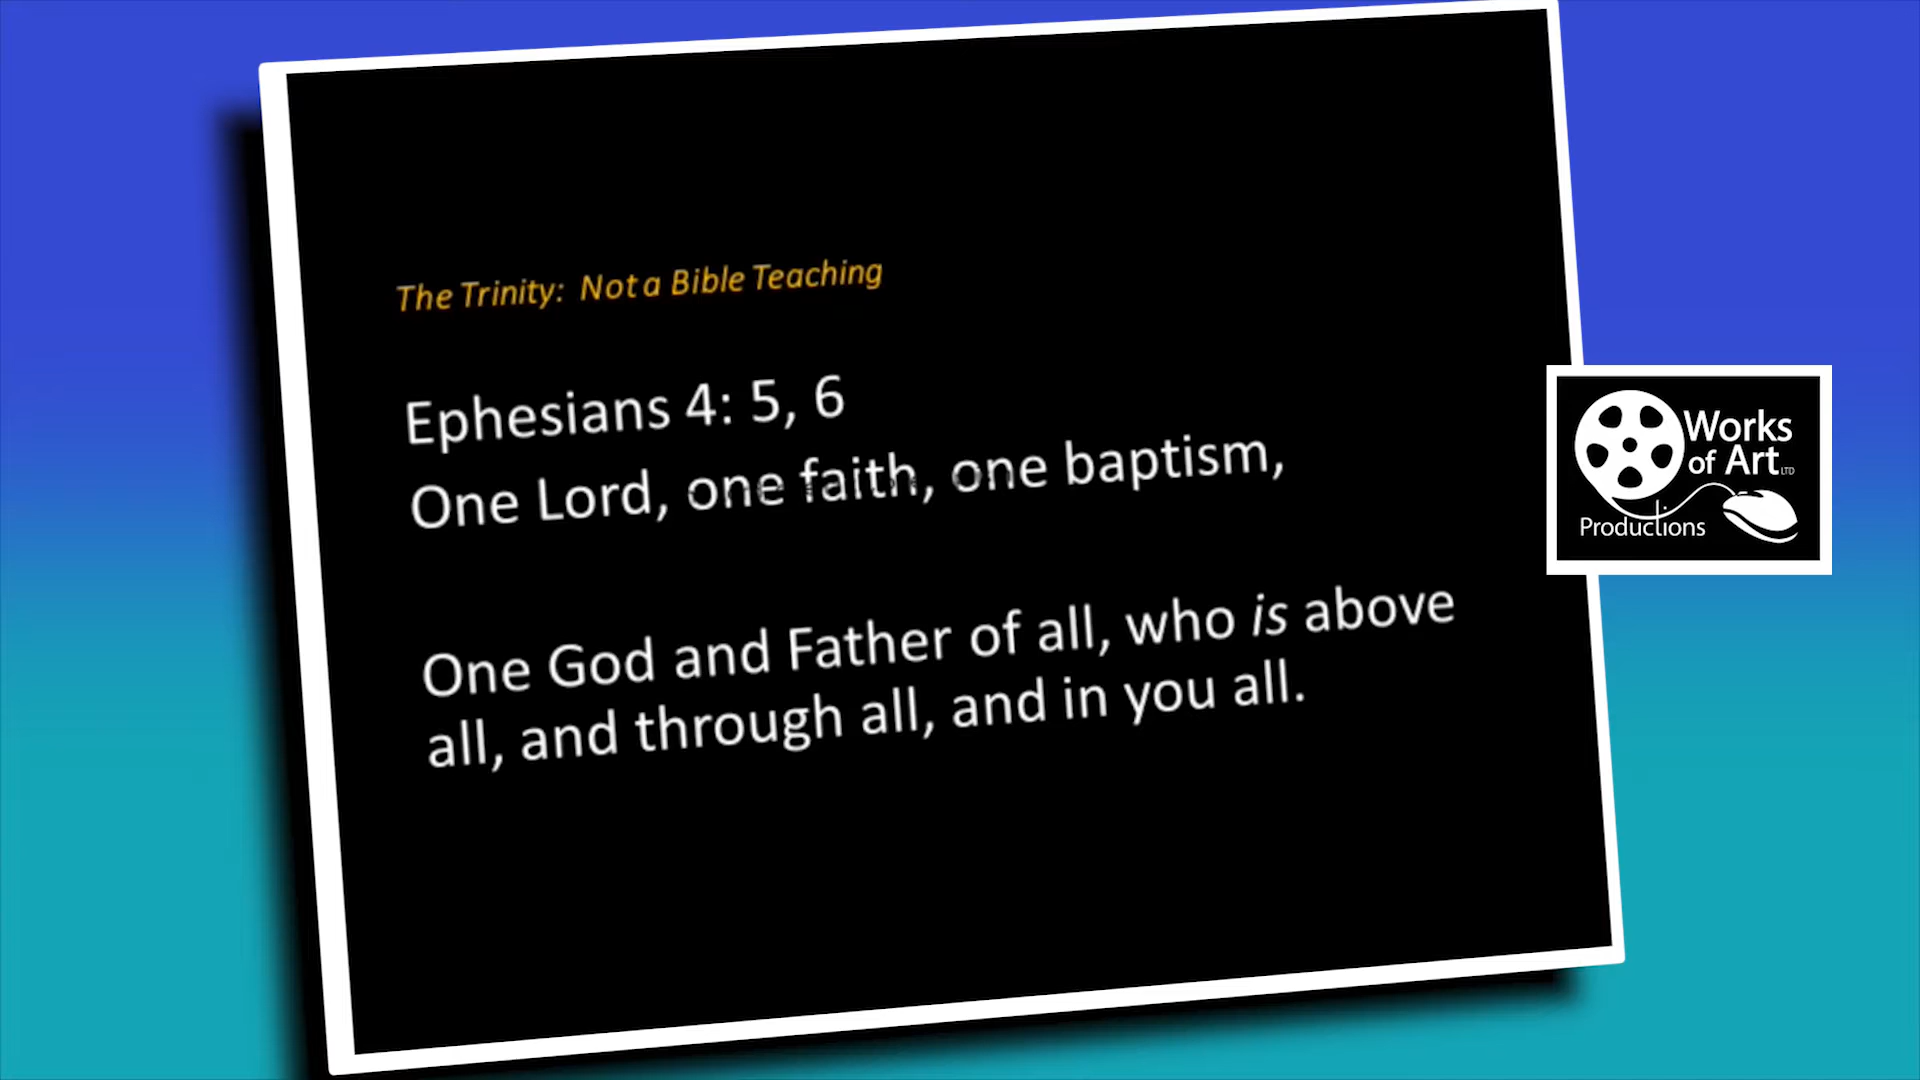 The Trinity: Not a Bible Teaching
Ephesians 4: 5, 6
One Lord, one faith, one baptism,
One God and Father of all, who is above
all, and through all, and in you all.
Works
of Art LTD
Productions